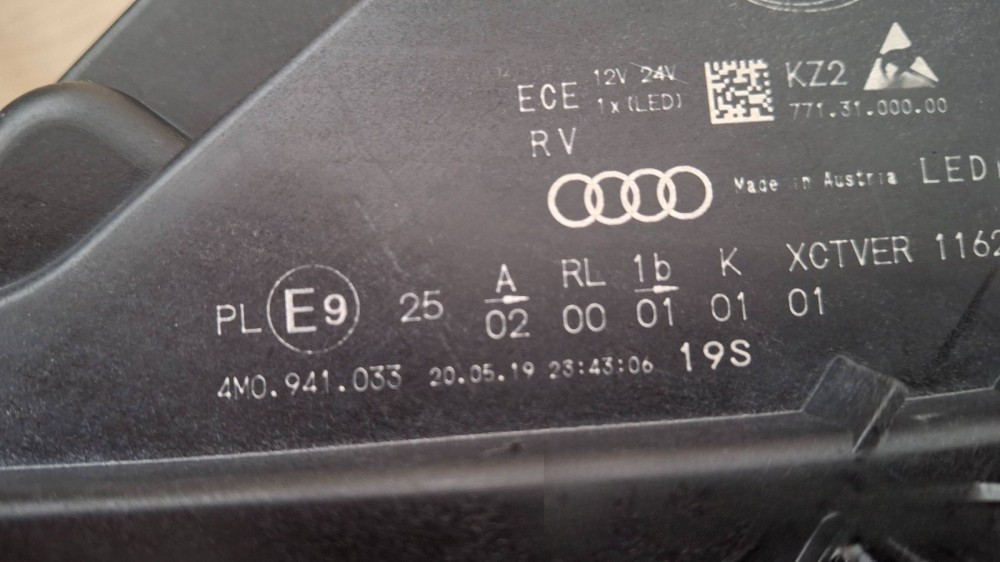 ECE 12V 24V KZ2
1x(LED) 771.31.000.00
RV
Made in Austria LED
A RL 1b K XCTVER 1162
PL E9 25 02 00 01 01 01
4M0.941.033 20.05.19 23:43:06 19S